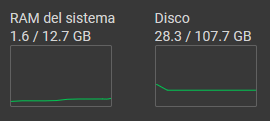 RAM del sistema
1.6 / 12.7 GB
Disco
28.3 / 107.7 GB